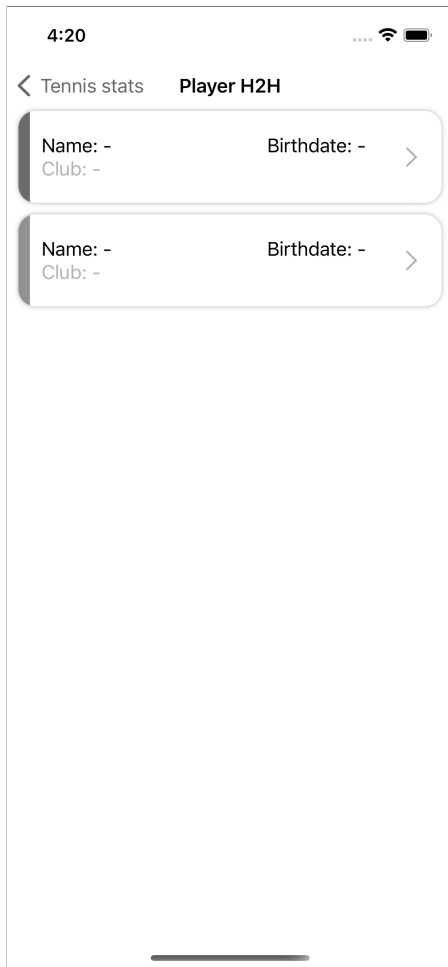 4:20
Tennis stats Player H2H
Name: - Birthdate: -
Club: -
Name: - Birthdate: -
Club: -